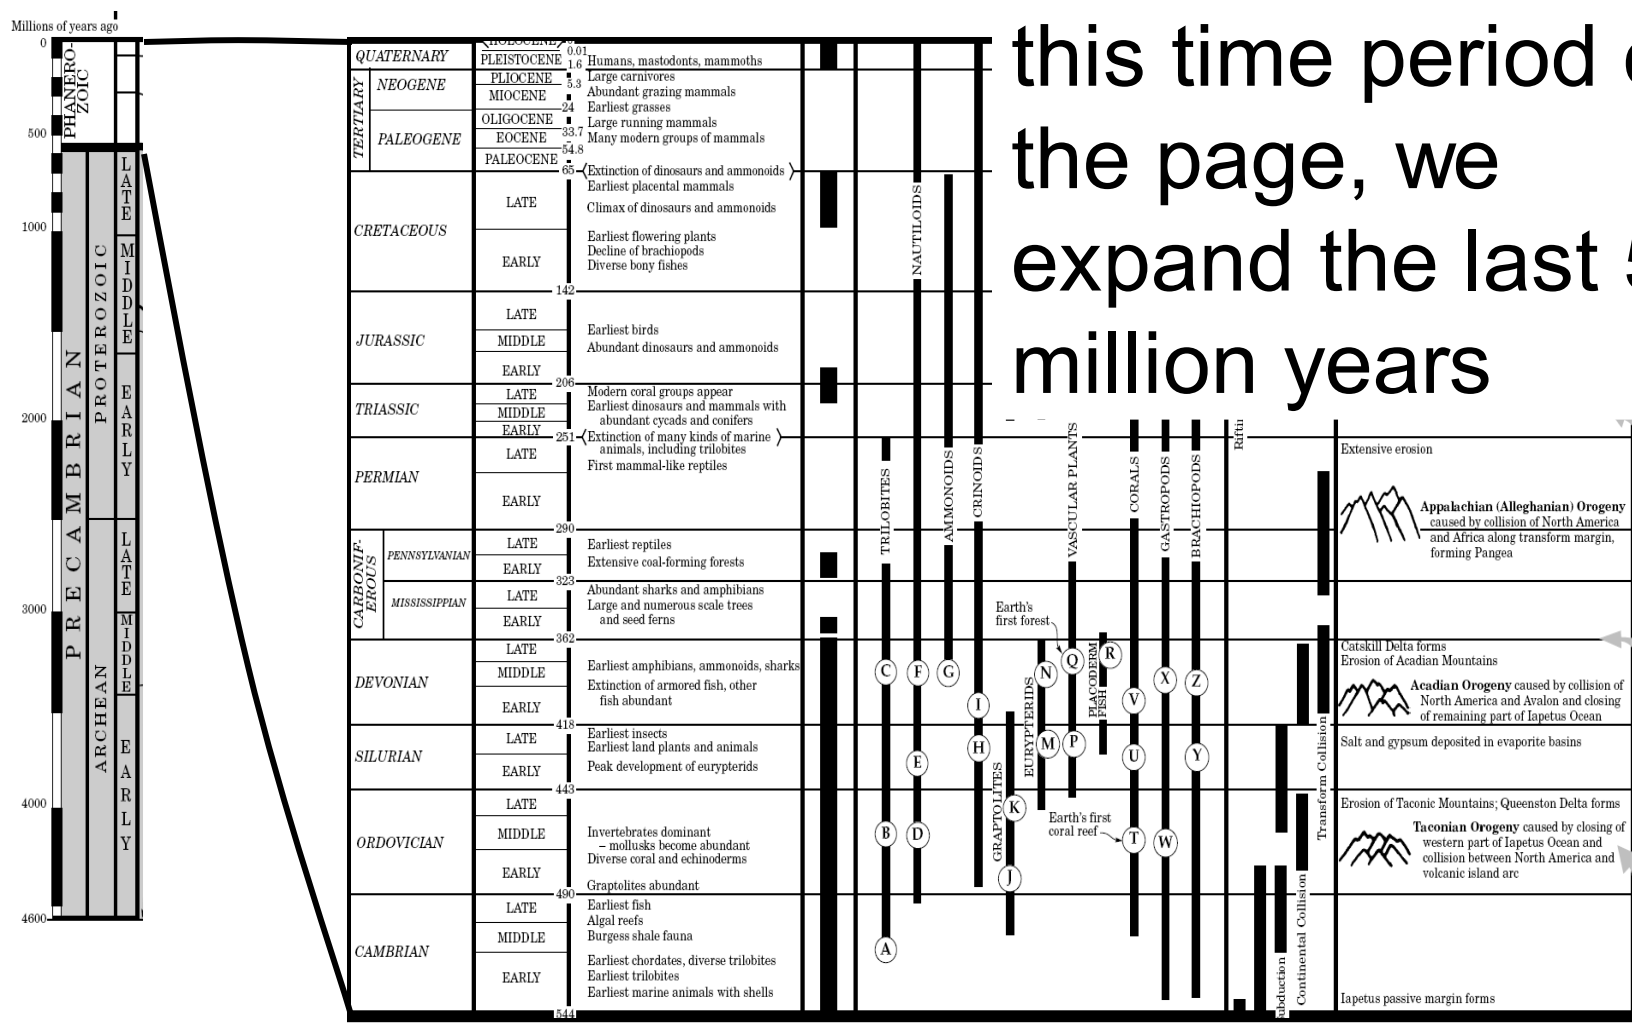 Millions of years ago
0
500
1000
2000
3000
4000
4600
PHANERO-
ZOIC
PRECAMBRIAN
PROTEROZOIC
ARCHEAN
LATE
MIDDLE
EARLY
LATE
MIDDLE
EARLY
this time period
the page, we
expand the last
million years
QUATERNARY
HOLOCENE
0.01
PLEISTOCENE
1.6
Humans, mastodonts, mammoths
TERTIARY
NEOGENE
PLIOCENE
5.3
Large carnivores
MIOCENE
Abundant grazing mammals
24
Earliest grasses
PALEOGENE
OLIGOCENE
Large running mammals
33.7
EOCENE
Many modern groups of mammals
54.8
PALEOCENE
65
Extinction of dinosaurs and ammonoids
Earliest placental mammals
CRETACEOUS
LATE
Climax of dinosaurs and ammonoids
Earliest flowering plants
Decline of brachiopods
EARLY
Diverse bony fishes
142
JURASSIC
LATE
Earliest birds
MIDDLE
Abundant dinosaurs and ammonoids
EARLY
206
TRIASSIC
LATE
Modern coral groups appear
MIDDLE
Earliest dinosaurs and mammals with
abundant cycads and conifers
EARLY
251
Extinction of many kinds of marine
animals, including trilobites
PERMIAN
LATE
First mammal-like reptiles
EARLY
290
CARBONIF-
EROUS
PENNSYLVANIAN
LATE
Earliest reptiles
EARLY
Extensive coal-forming forests
323
MISSISSIPPIAN
LATE
Abundant sharks and amphibians
Large and numerous scale trees
and seed ferns
EARLY
362
DEVONIAN
LATE
MIDDLE
Earliest amphibians, ammonoids, sharks
Extinction of armored fish, other
fish abundant
EARLY
418
SILURIAN
LATE
Earliest insects
Earliest land plants and animals
EARLY
Peak development of eurypterids
443
ORDOVICIAN
LATE
MIDDLE
Invertebrates dominant
– mollusks become abundant
Diverse coral and echinoderms
EARLY
Graptolites abundant
490
CAMBRIAN
LATE
Earliest fish
Algal reefs
MIDDLE
Burgess shale fauna
Earliest chordates, diverse trilobites
EARLY
Earliest trilobites
Earliest marine animals with shells
544
TRILOBITES
C
B
A
NAUTILOIDS
F
E
D
AMMONOIDS
G
CRINOIDS
I
H
GRAPTOLITES
K
J
EURYPTERIDS
N
M
VASCULAR PLANTS
Earth's
first forest
Q
P
PLACODERM
FISH
R
CORALS
V
U
Earth's first
coral reef
T
GASTROPODS
X
W
BRACHIOPODS
Z
Y
Continental Collision
Transform Collision
Extensive erosion
Appalachian (Alleghanian) Orogeny
caused by collision of North America
and Africa along transform margin,
forming Pangea
Catskill Delta forms
Erosion of Acadian Mountains
Acadian Orogeny caused by collision of
North America and Avalon and closing
of remaining part of Iapetus Ocean
Salt and gypsum deposited in evaporite basins
Erosion of Taconic Mountains; Queenston Delta forms
Taconian Orogeny caused by closing of
western part of Iapetus Ocean and
collision between North America and
volcanic island arc
Iapetus passive margin forms